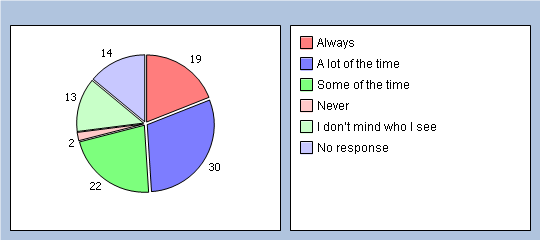 14
19
13
2
22
30
Always
A lot of the time
Some of the time
Never
I don't mind who I see
No response